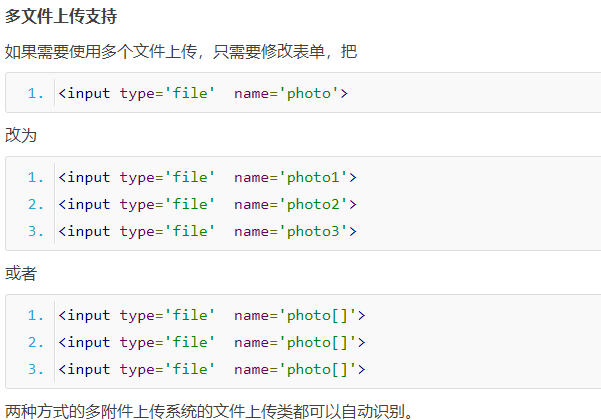 多文件上传支持
如果需要使用多个文件上传，只需要修改表单，把
1. <input type='file'  name='photo'>
改为
1. <input type='file'  name='photo1'>
2. <input type='file'  name='photo2'>
3. <input type='file'  name='photo3'>
或者
1. <input type='file'  name='photo[]'>
2. <input type='file'  name='photo[]'>
3. <input type='file'  name='photo[]'>
两种方式的多附件上传系统的文件上传类都可以自动识别。